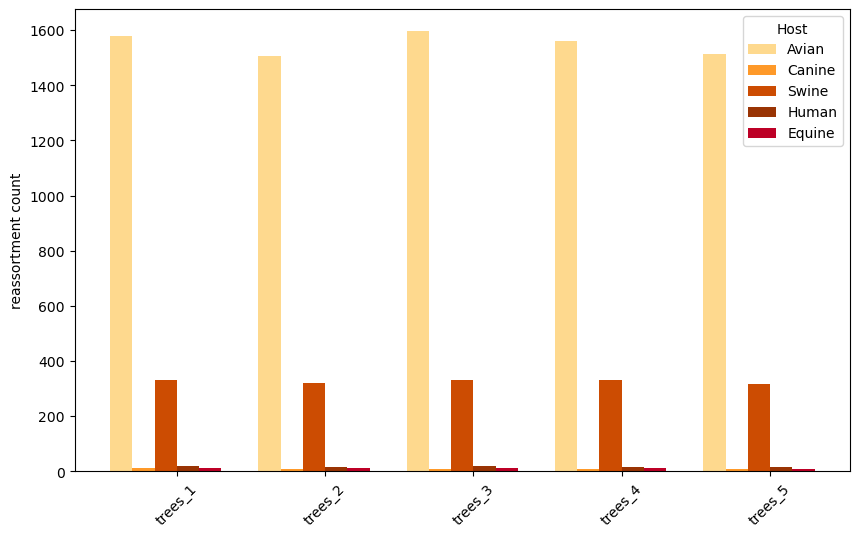 reassortment count
1600
1400
1200
1000
800
600
400
200
0
trees_1
trees_2
trees_3
trees_4
trees_5
Host
Avian
Canine
Swine
Human
Equine